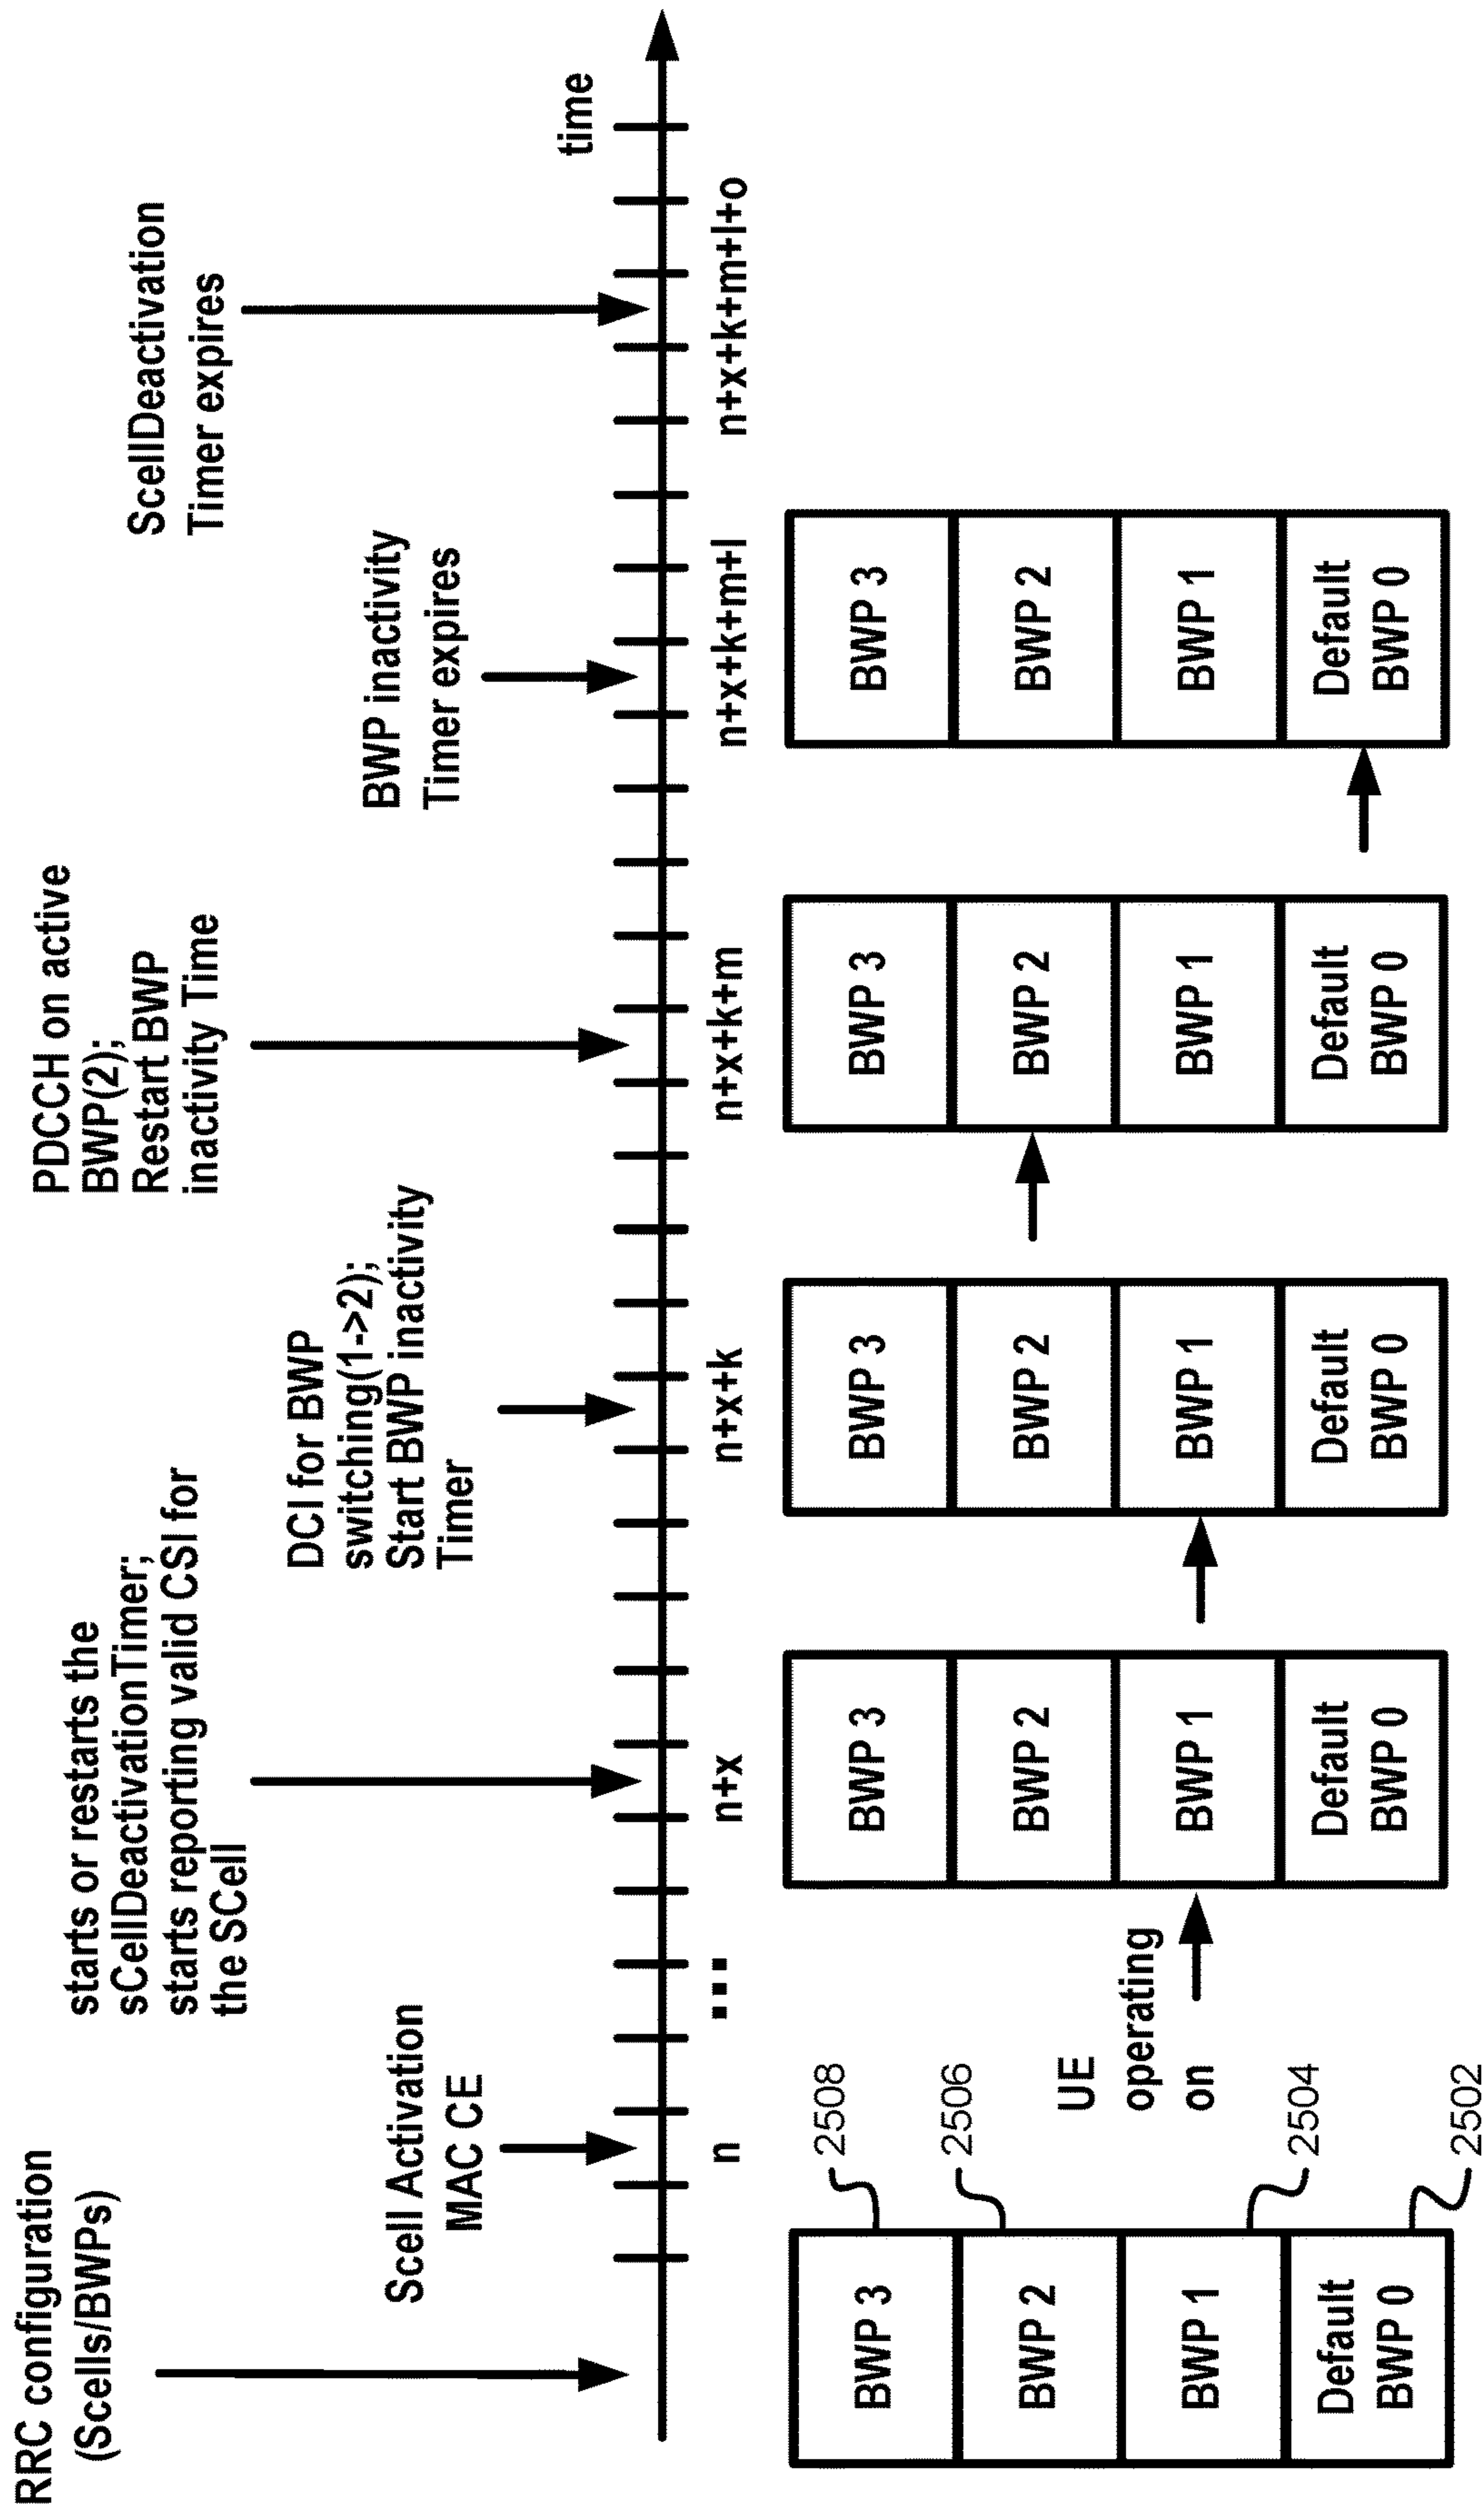 RRC configuration
(Scells/BWPs)
Scell Activation
MAC CE
starts or restarts the
sCellDeactivationTimer;
starts reporting valid CSI for
the SCell
DCI for BWP
switching(1->2);
Start BWP inactivity
Timer
PDCCH on active
BWP(2);
Restart BWP
inactivity Time
BWP inactivity
Timer expires
ScellDeactivation
Timer expires
time
n
...
n+x
n+x+k
n+x+k+m
n+x+k+m+l
n+x+k+m+l+o
BWP 3
BWP 2
BWP 1
Default
BWP 0
2508
2506
2504
2502
UE
operating
on
BWP 3
BWP 2
BWP 1
Default
BWP 0
BWP 3
BWP 2
BWP 1
Default
BWP 0
BWP 3
BWP 2
BWP 1
Default
BWP 0
BWP 3
BWP 2
BWP 1
Default
BWP 0